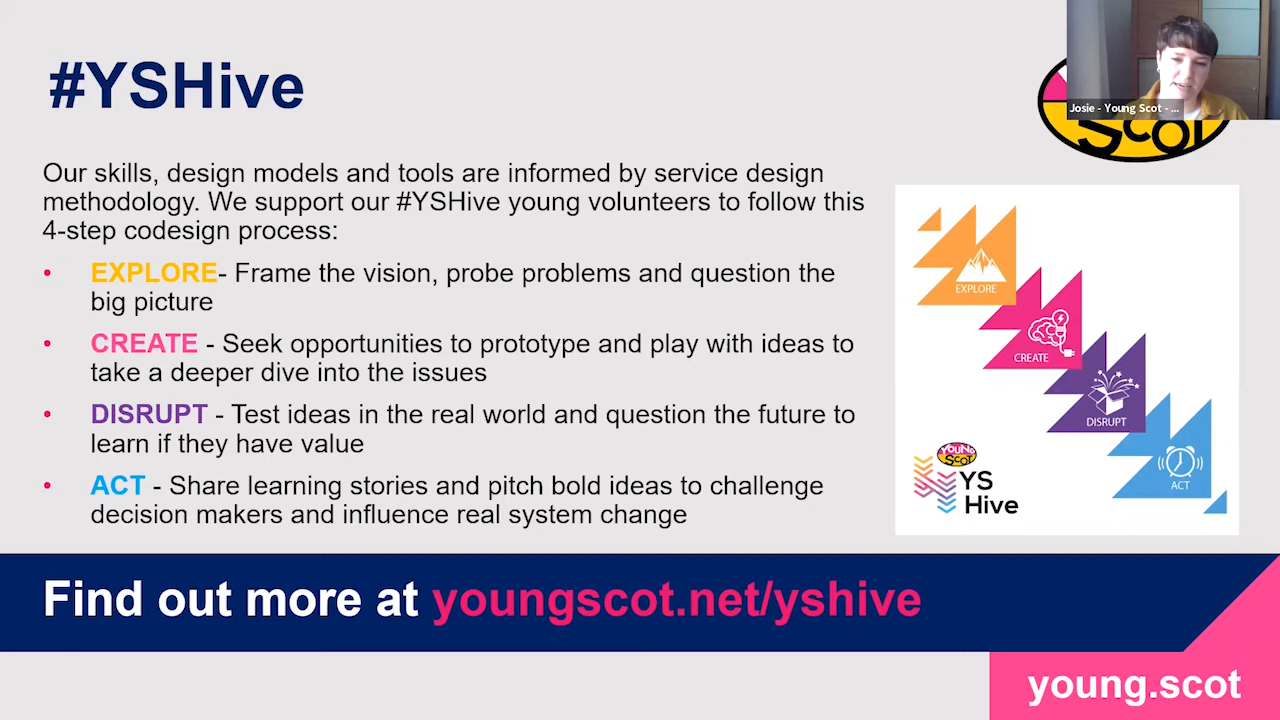 #YSHive
Josie - Young Scot - ...
Scot
Our skills, design models and tools are informed by service design
methodology. We support our #YSHive young volunteers to follow this
4-step codesign process:
• EXPLORE- Frame the vision, probe problems and question the
big picture
• CREATE - Seek opportunities to prototype and play with ideas to
take a deeper dive into the issues
• DISRUPT - Test ideas in the real world and question the future to
learn if they have value
• ACT - Share learning stories and pitch bold ideas to challenge
decision makers and influence real system change
EXPLORE
CREATE
DISRUPT
ACT
YOUNG
SCOT
YS
Hive
Find out more at youngscot.net/yshive
young.scot